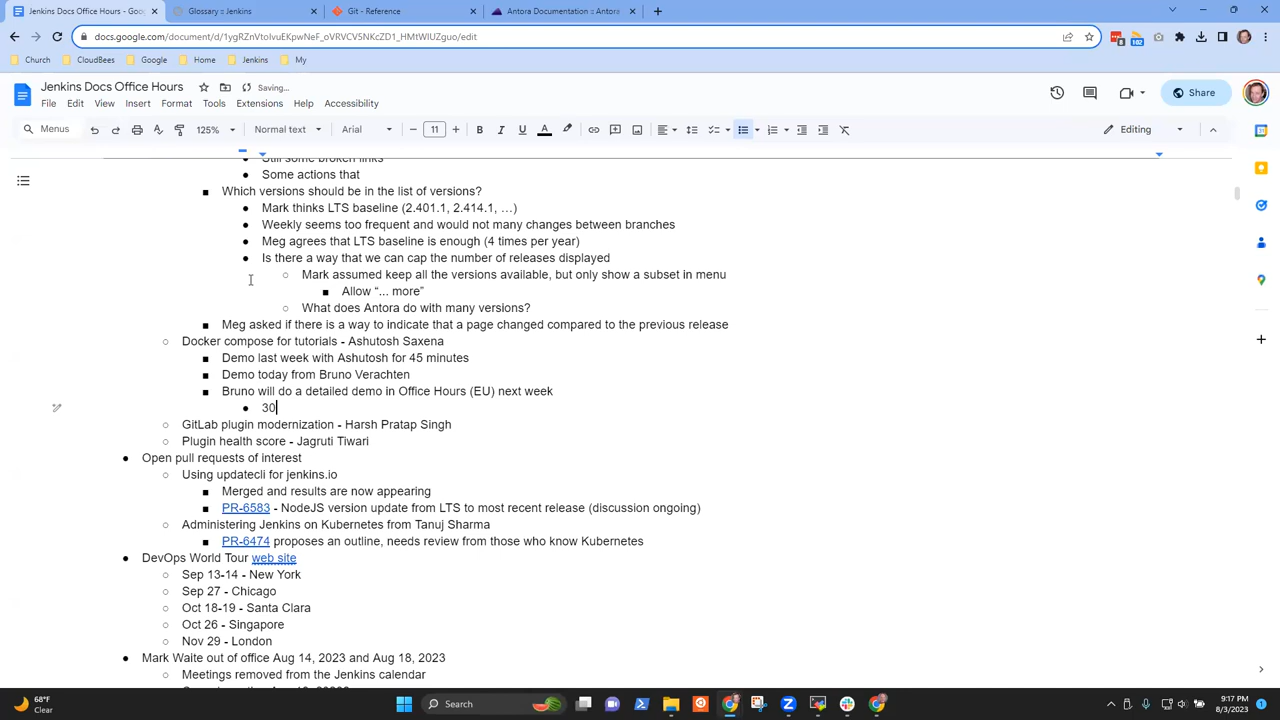 Jenkins Docs Office Hours - Goo
Glossary :: Jenkins
Git - Reference
Antora Documentation :: Antora
docs.google.com/document/d/1ygRZnVtoIvuEKpwNeF_oVRVCV5NKcZD1_HMtWIUZguo/edit
Church
CloudBees
Google
Home
Jenkins
My
Jenkins Docs Office Hours
Saving...
File Edit View Insert Format Tools Extensions Help Accessibility
Share
Menus
125%
Normal text
Arial
11
Editing
Still some broken links
Some actions that
Which versions should be in the list of versions?
Mark thinks LTS baseline (2.401.1, 2.414.1, …)
Weekly seems too frequent and would not many changes between branches
Meg agrees that LTS baseline is enough (4 times per year)
Is there a way that we can cap the number of releases displayed
Mark assumed keep all the versions available, but only show a subset in menu
Allow “... more”
What does Antora do with many versions?
Meg asked if there is a way to indicate that a page changed compared to the previous release
Docker compose for tutorials - Ashutosh Saxena
Demo last week with Ashutosh for 45 minutes
Demo today from Bruno Verachten
Bruno will do a detailed demo in Office Hours (EU) next week
30
GitLab plugin modernization - Harsh Pratap Singh
Plugin health score - Jagruti Tiwari
Open pull requests of interest
Using updatecli for jenkins.io
Merged and results are now appearing
PR-6583 - NodeJS version update from LTS to most recent release (discussion ongoing)
Administering Jenkins on Kubernetes from Tanuj Sharma
PR-6474 proposes an outline, needs review from those who know Kubernetes
DevOps World Tour web site
Sep 13-14 - New York
Sep 27 - Chicago
Oct 18-19 - Santa Clara
Oct 26 - Singapore
Nov 29 - London
Mark Waite out of office Aug 14, 2023 and Aug 18, 2023
Meetings removed from the Jenkins calendar
68°F
Clear
Search
9:17 PM
8/3/2023